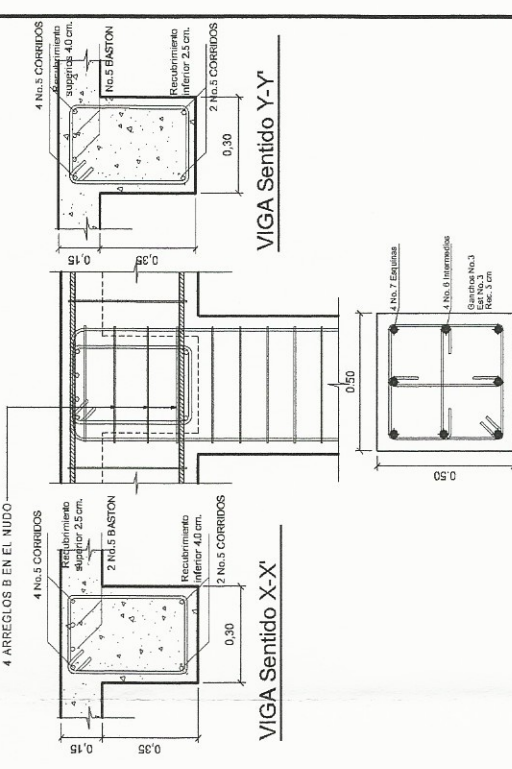 4 ARREGLOS B EN EL NUDO
4 No.5 CORRIDOS
Recubrimiento
superior 2.5 cm.
2 No.5 BASTON
Recubrimiento
inferior 4.0 cm.
2 No.5 CORRIDOS
0,15
0,35
0,30
VIGA Sentido X-X'
4 No.5 CORRIDOS
Recubrimiento
superios 4.0 cm.
2 No.5 BASTON
Recubrimiento
inferior 2.5 cm.
2 No.5 CORRIDOS
0,15
0,35
0,30
VIGA Sentido Y-Y'
0.50
0.50
4 No. 7 Esquinas
4 No. 6 Intermedios
Ganchos No.3
Est No. 3
Rec. 3 cm